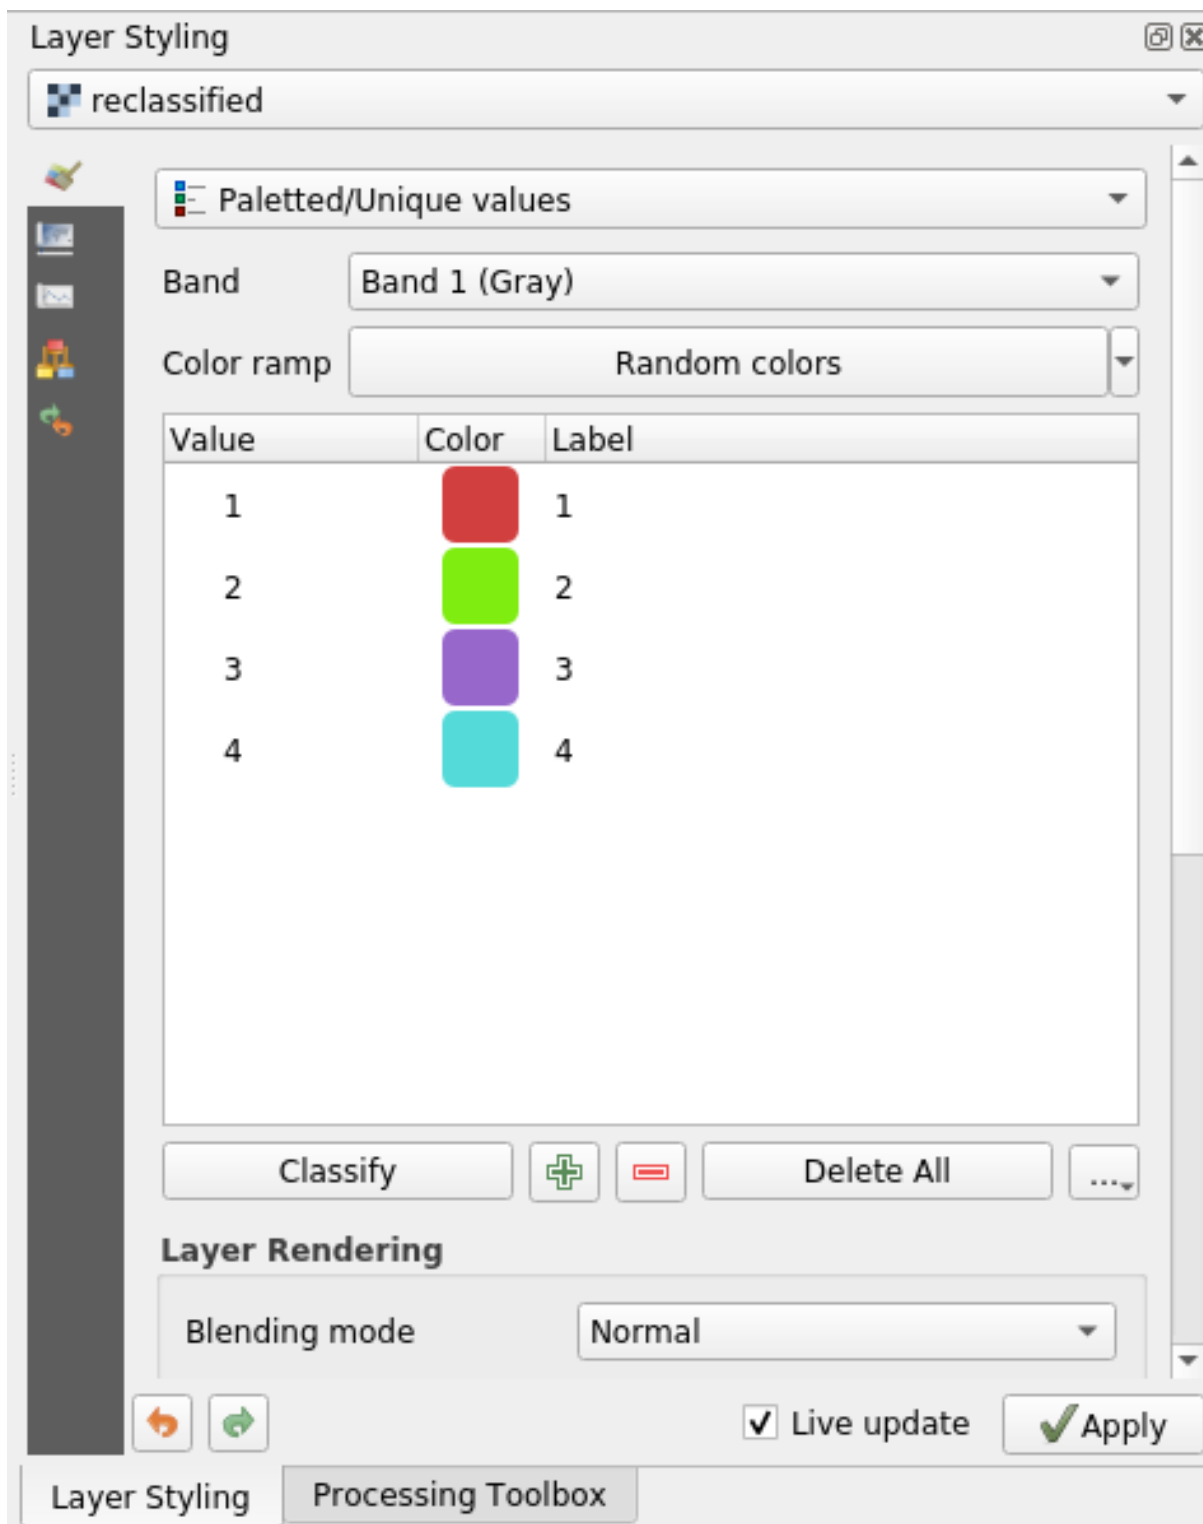 Layer Styling
reclassified
Paletted/Unique values
Band Band 1 (Gray)
Color ramp Random colors
Value Color Label
1 1
2 2
3 3
4 4
Classify Delete All ...
Layer Rendering
Blending mode Normal
Live update Apply
Layer Styling Processing Toolbox